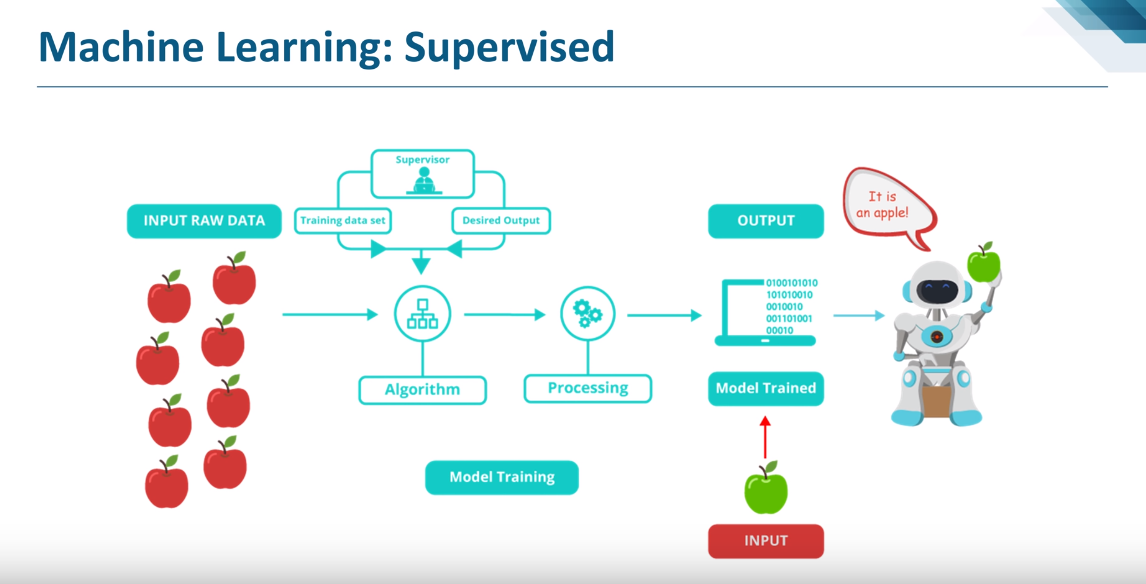 Machine Learning: Supervised
Supervisor
INPUT RAW DATA
Training data set
Desired Output
OUTPUT
It is
an apple!
0100101010
101010010
0010010
001101001
00010
Algorithm
Processing
Model Trained
Model Training
INPUT